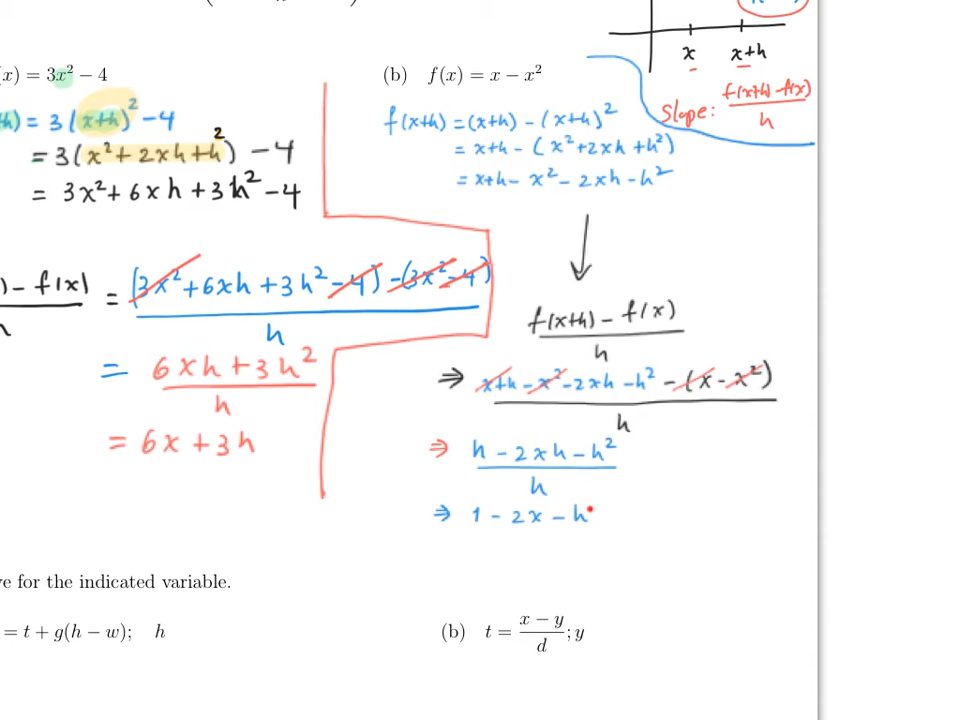 x) = 3x² − 4
h) = 3(x+h)² − 4
= 3(x² + 2xh + h²) − 4
= 3x² + 6xh + 3h² − 4
) − f(x) = (3x² + 6xh + 3h² − 4) − (3x² − 4)
h
= 6xh + 3h²
h
= 6x + 3h
x x+h
Slope: f(x+h) − f(x)
h
(b) f(x) = x − x²
f(x+h) = (x+h) − (x+h)²
= x+h − (x² + 2xh + h²)
= x+h − x² − 2xh − h²
f(x+h) − f(x)
h
⇒ x+h − x² − 2xh − h² − (x − x²)
h
⇒ h − 2xh − h²
h
⇒ 1 − 2x − h
e for the indicated variable.
= t + g(h − w); h
(b) t = x − y
d ; y